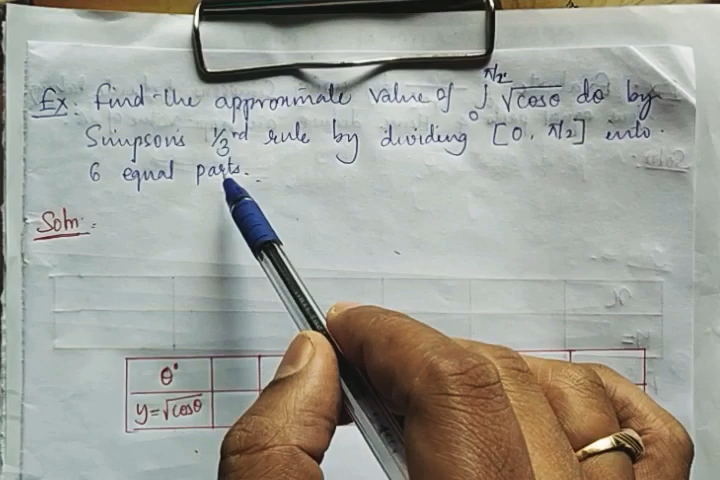 Ex: Find the approximate value of ∫₀^π/2 √cosθ dθ by
Simpson's 1/3rd rule by dividing [0, π/2] into
6 equal parts.
Soln:
θ°
y=√cosθ